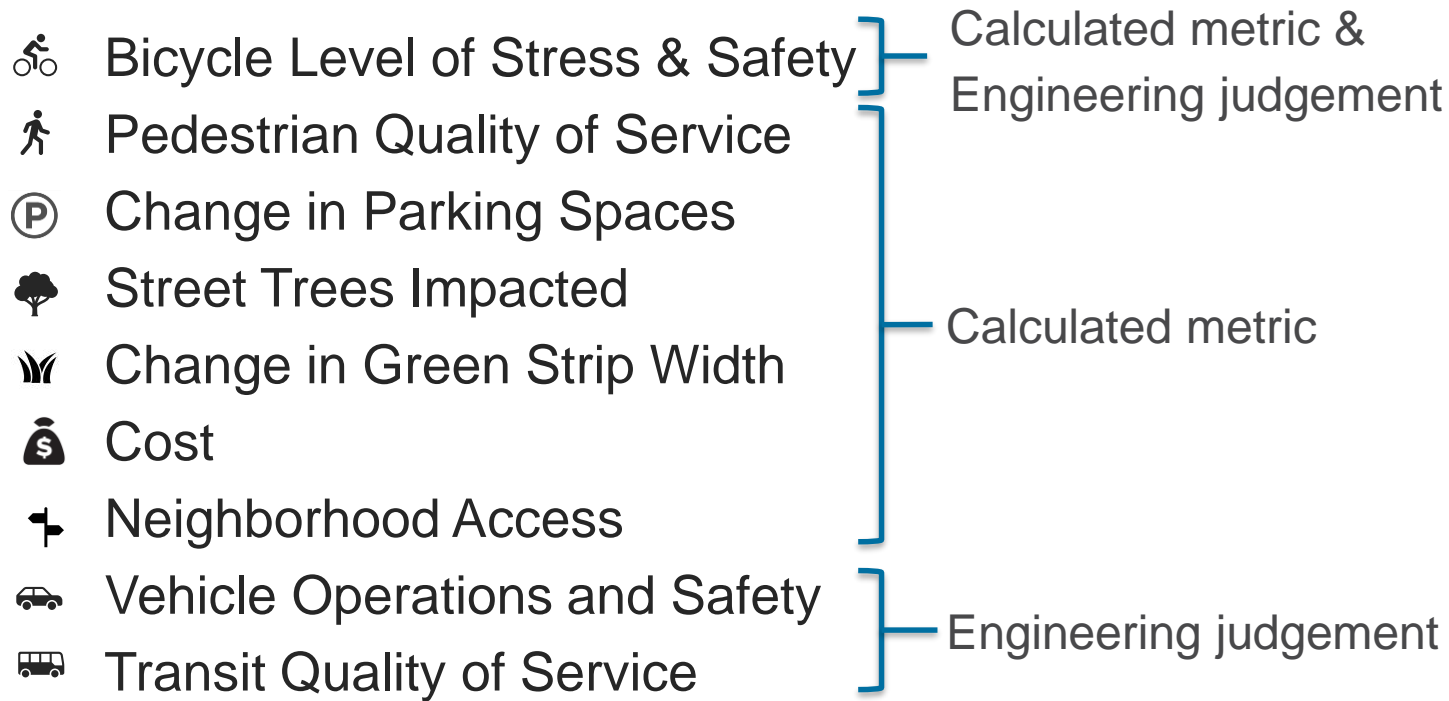 Bicycle Level of Stress & Safety
Calculated metric &
Engineering judgement
Pedestrian Quality of Service
P
Change in Parking Spaces
Street Trees Impacted
Change in Green Strip Width
$
Cost
Neighborhood Access
Calculated metric
Vehicle Operations and Safety
Transit Quality of Service
Engineering judgement